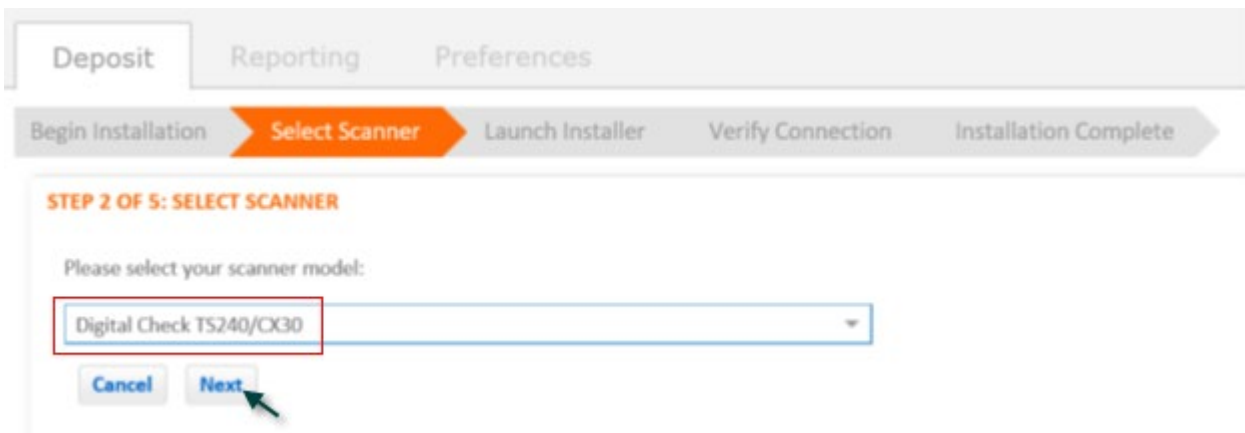 Deposit Reporting Preferences
Begin Installation Select Scanner Launch Installer Verify Connection Installation Complete
STEP 2 OF 5: SELECT SCANNER
Please select your scanner model:
Digital Check TS240/CX30
Cancel Next